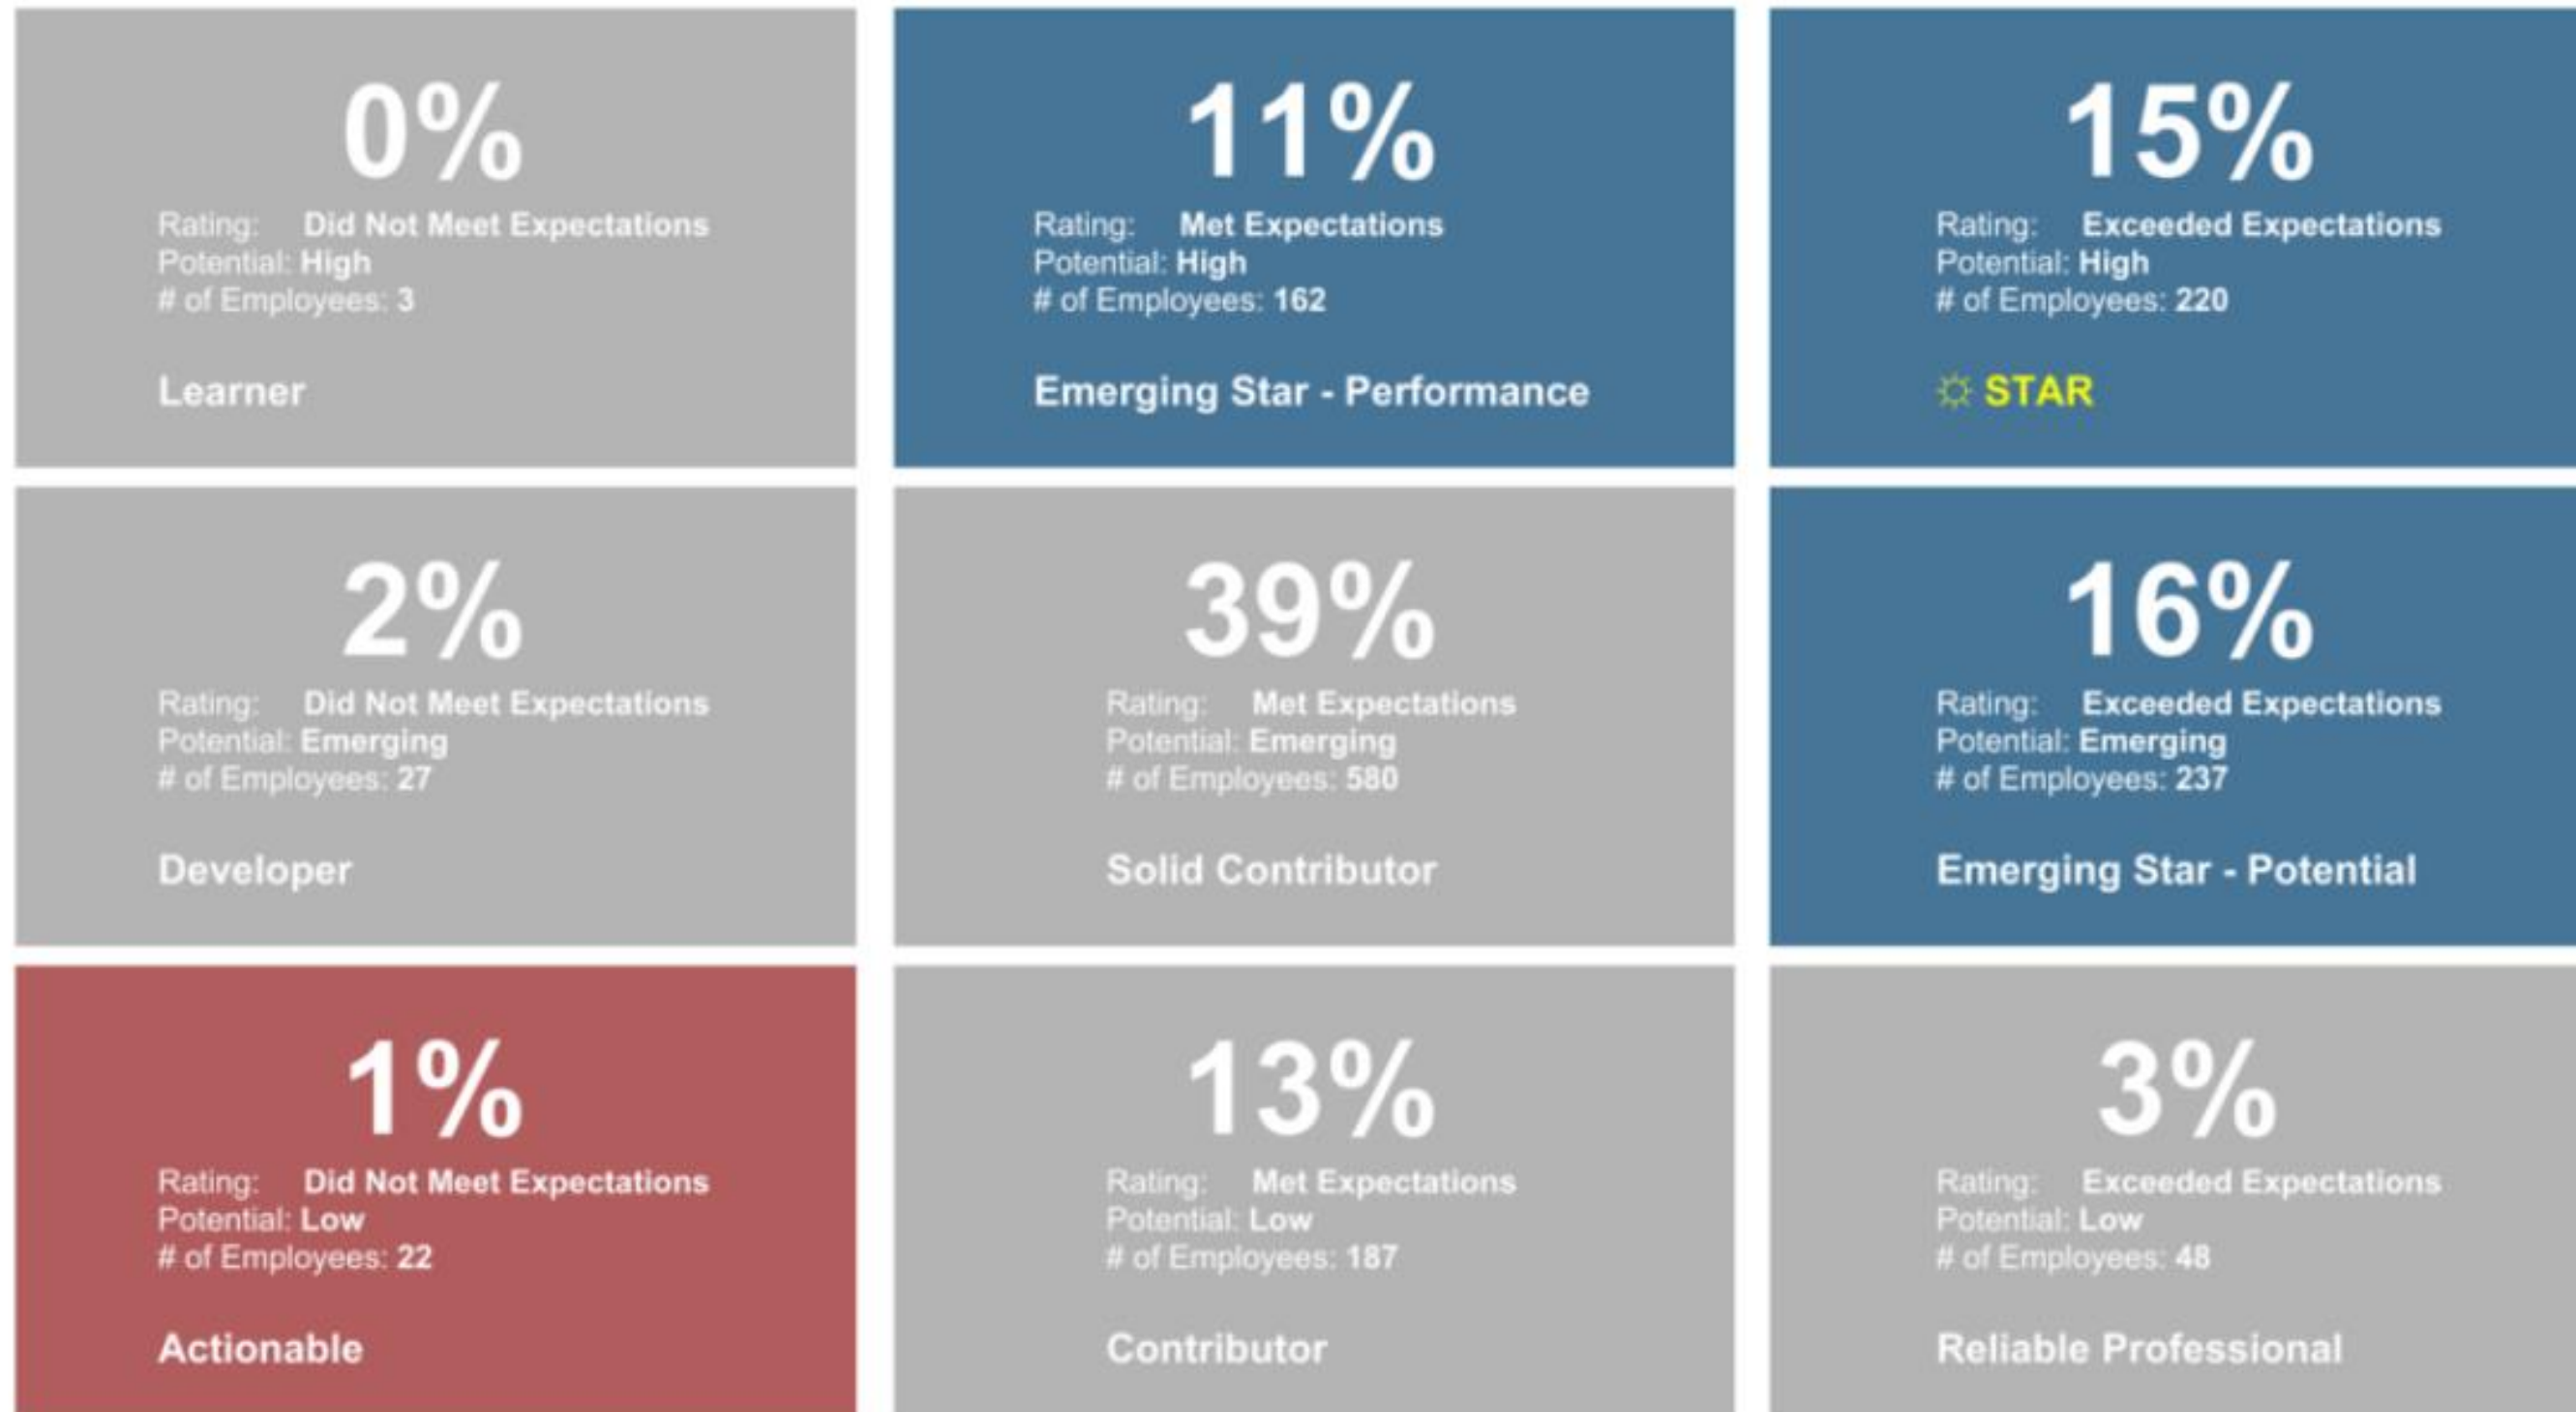 0%
Rating: Did Not Meet Expectations
Potential: High
# of Employees: 3
Learner
11%
Rating: Met Expectations
Potential: High
# of Employees: 162
Emerging Star - Performance
15%
Rating: Exceeded Expectations
Potential: High
# of Employees: 220
☼ STAR
2%
Rating: Did Not Meet Expectations
Potential: Emerging
# of Employees: 27
Developer
39%
Rating: Met Expectations
Potential: Emerging
# of Employees: 580
Solid Contributor
16%
Rating: Exceeded Expectations
Potential: Emerging
# of Employees: 237
Emerging Star - Potential
1%
Rating: Did Not Meet Expectations
Potential: Low
# of Employees: 22
Actionable
13%
Rating: Met Expectations
Potential: Low
# of Employees: 187
Contributor
3%
Rating: Exceeded Expectations
Potential: Low
# of Employees: 48
Reliable Professional